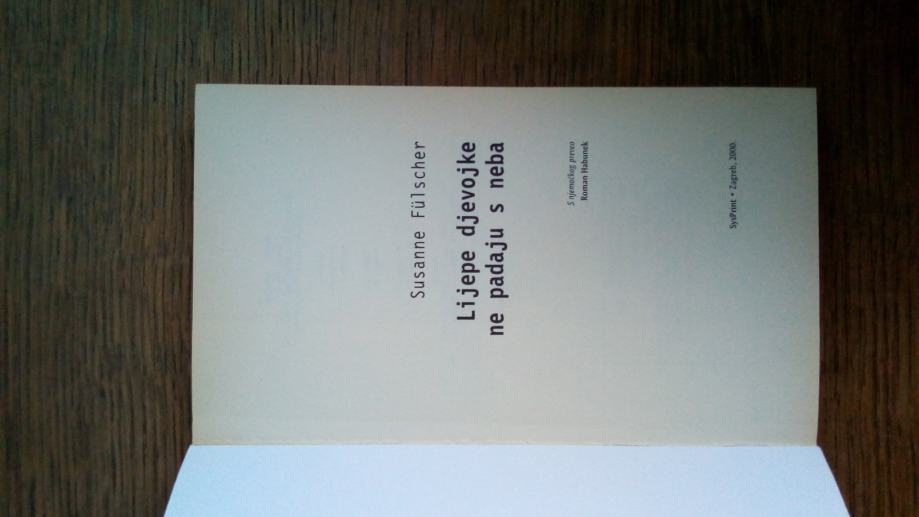 Susanne Fülscher
Lijepe djevojke
ne padaju s neba
S njemačkog preveo
Roman Habunek
SysPrint • Zagreb, 2000.